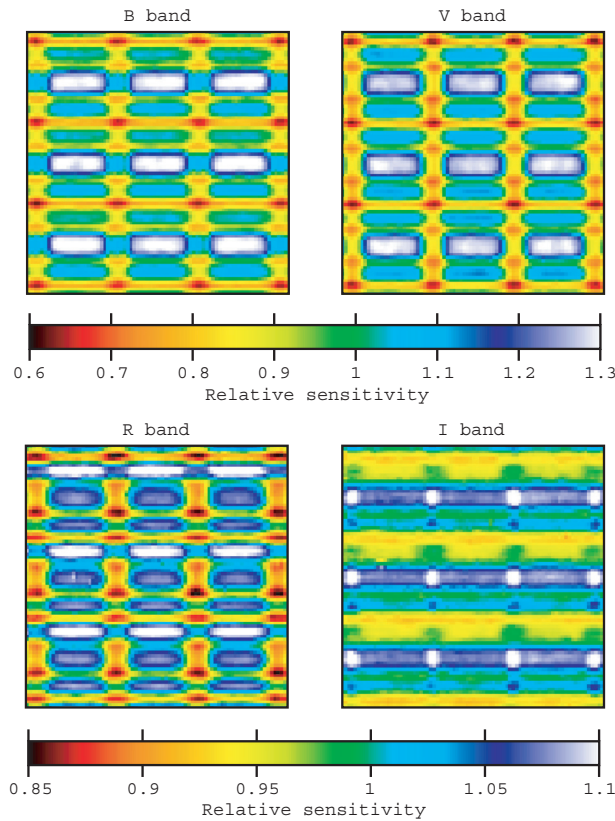 B band V band
0.6 0.7 0.8 0.9 1 1.1 1.2 1.3
Relative sensitivity
R band I band
0.85 0.9 0.95 1 1.05 1.1
Relative sensitivity